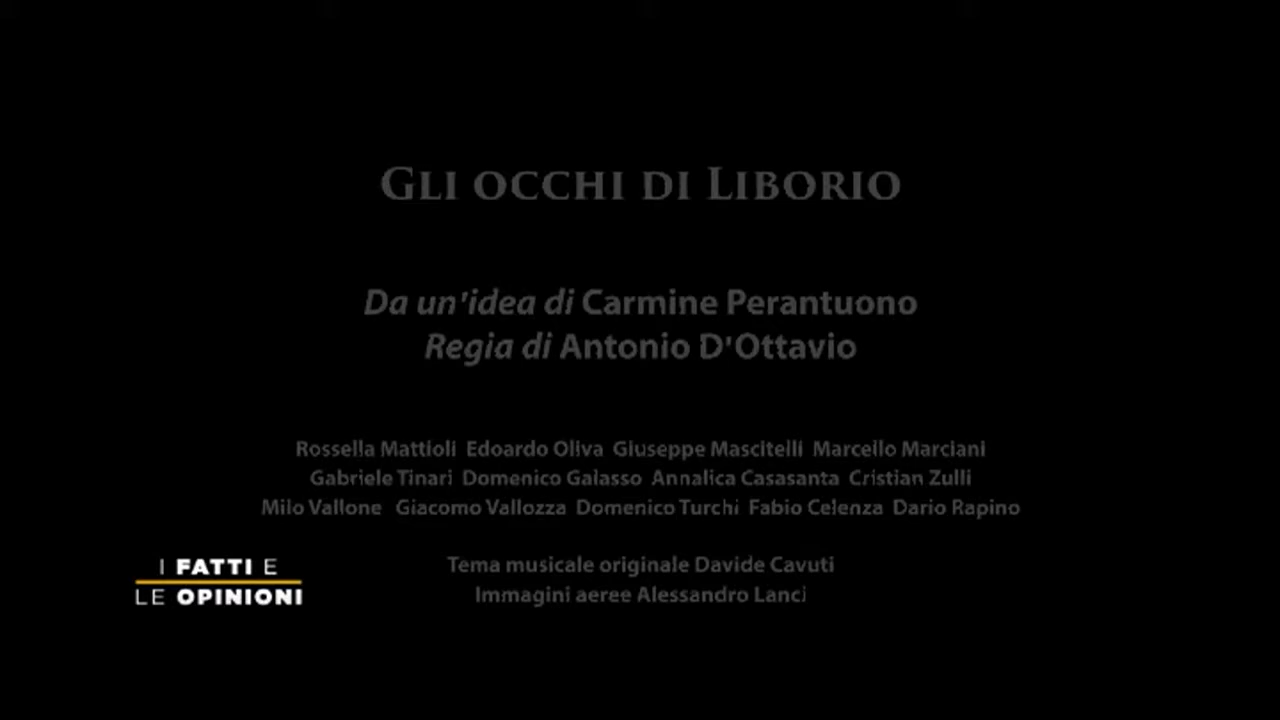 GLI OCCHI DI LIBORIO
Da un'idea di Carmine Perantuono
Regia di Antonio D'Ottavio
Rossella Mattioli Edoardo Oliva Giuseppe Mascitelli Marcello Marciani
Gabriele Tinari Domenico Galasso Annalica Casasanta Cristian Zulli
Milo Vallone Giacomo Vallozza Domenico Turchi Fabio Celenza Dario Rapino
Tema musicale originale Davide Cavuti
Immagini aeree Alessandro Lanci
I FATTI E
LE OPINIONI